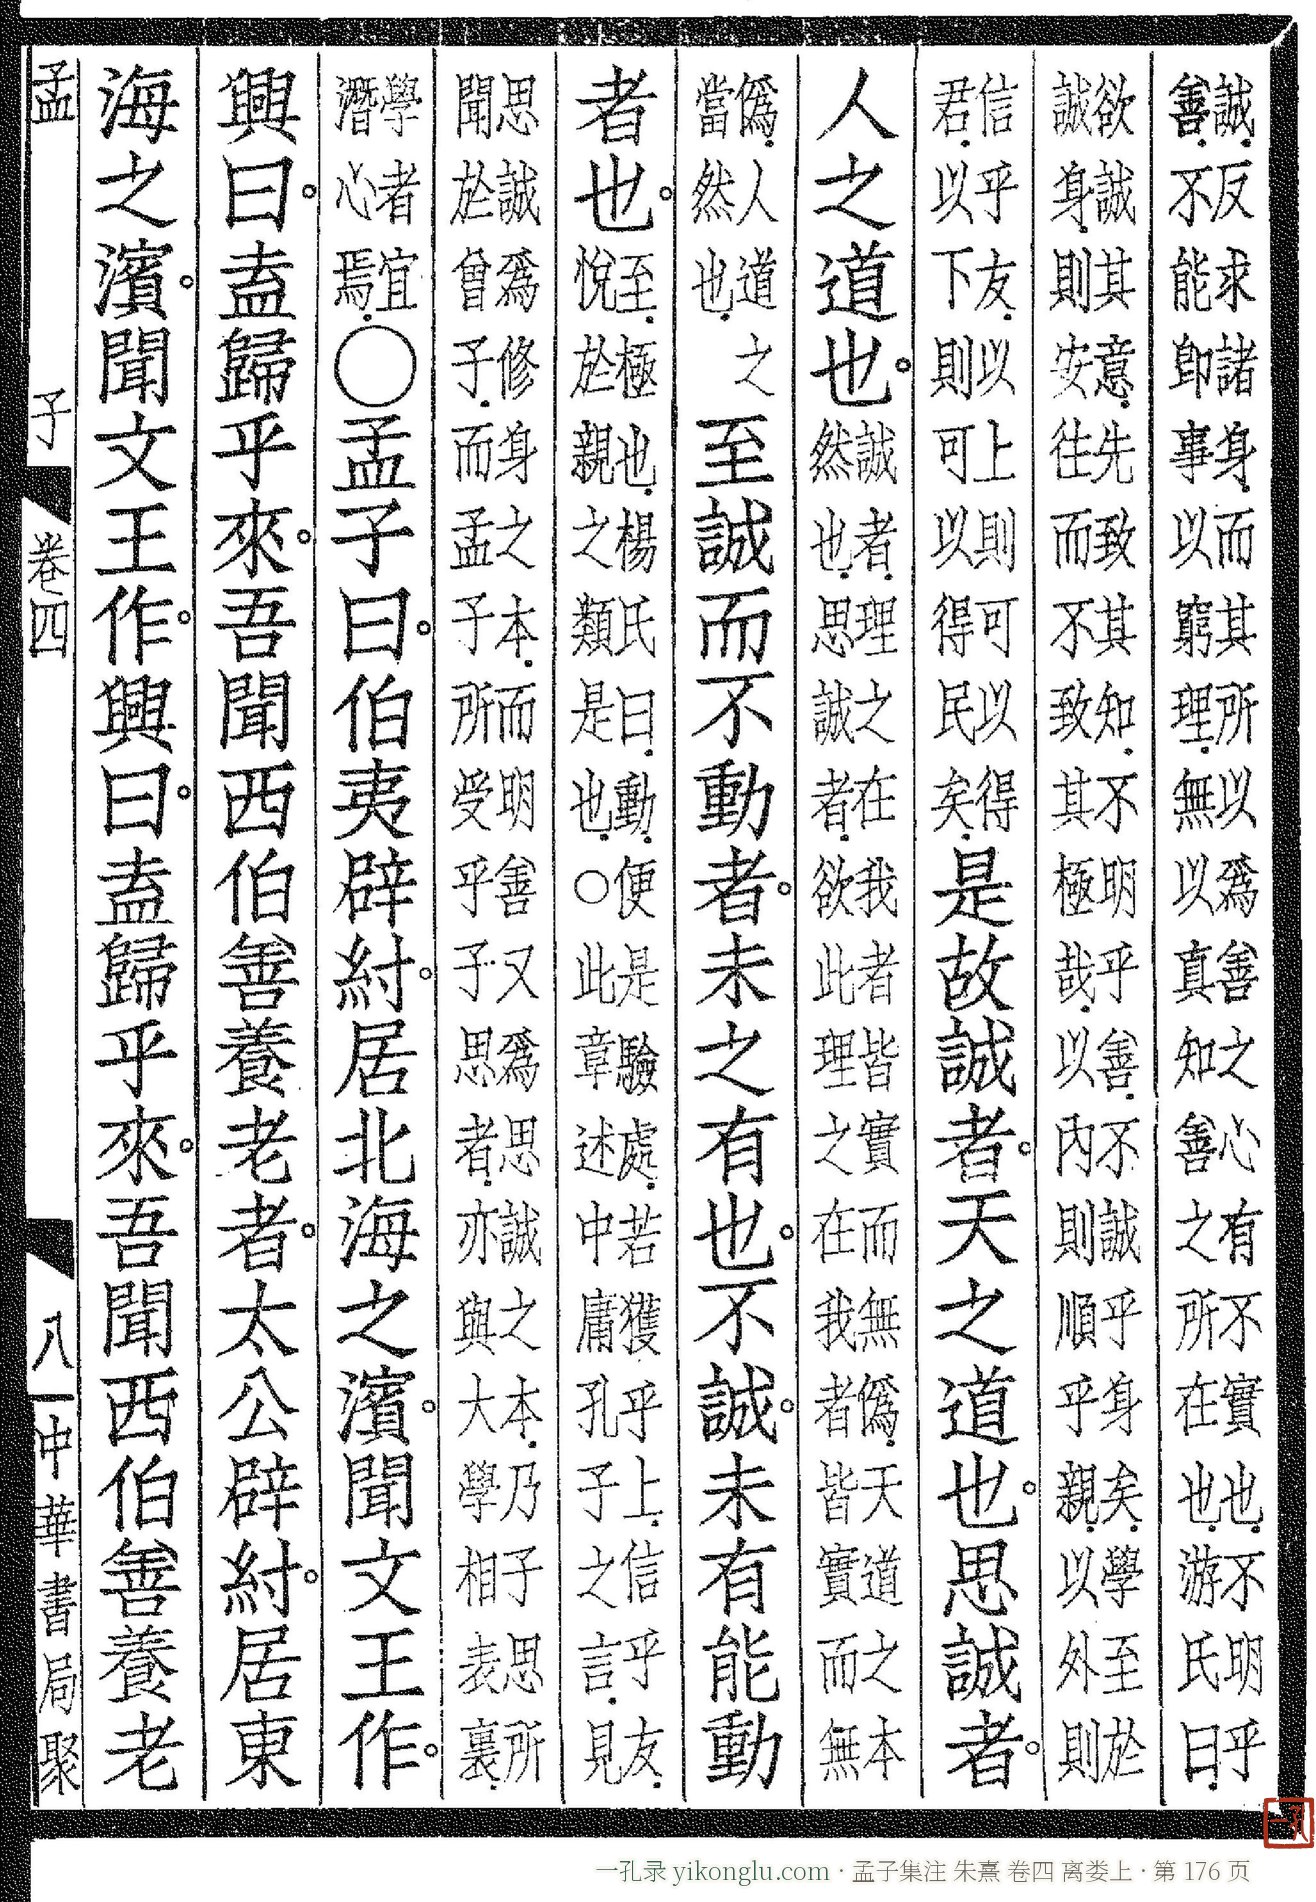 誠．反求諸身．而其所以爲善之心有不實也．不明乎
善．不能卽事以窮理．無以真知善之所在也．游氏曰．
欲誠其意．先致其知．不明乎善．不誠乎身矣．學至於
誠身．則安往而不致其極哉．以內則順乎親．以外則
信乎友．以上則可以得
君．以下則可以得民矣．
是故誠者。天之道也。思誠者。
人之道也。
誠者．理之在我者皆實而無僞．天道之本
然也．思誠者．欲此理之在我者皆實而無
僞．人道之
當然也．
至誠而不動者。未之有也。不誠。未有能動
者也。
至．極也．楊氏曰．動．便是驗處．若獲乎上．信乎友．
悅於親之類是也．○此章述中庸孔子之言．見
思誠爲修身之本．而明善又爲思誠之本．乃子思所
聞於曾子．而孟子所受乎子思者．亦與大學相表裏．
學者宜
潛心焉．
○孟子曰。伯夷辟紂。居北海之濱。聞文王作。
興曰。盍歸乎來。吾聞西伯善養老者。太公辟紂。居東
海之濱。聞文王作。興曰。盍歸乎來。吾聞西伯善養老
孟子 卷四 八 中華書局聚
一孔录 yikonglu.com · 孟子集注 朱熹 卷四 离娄上 · 第 176 页